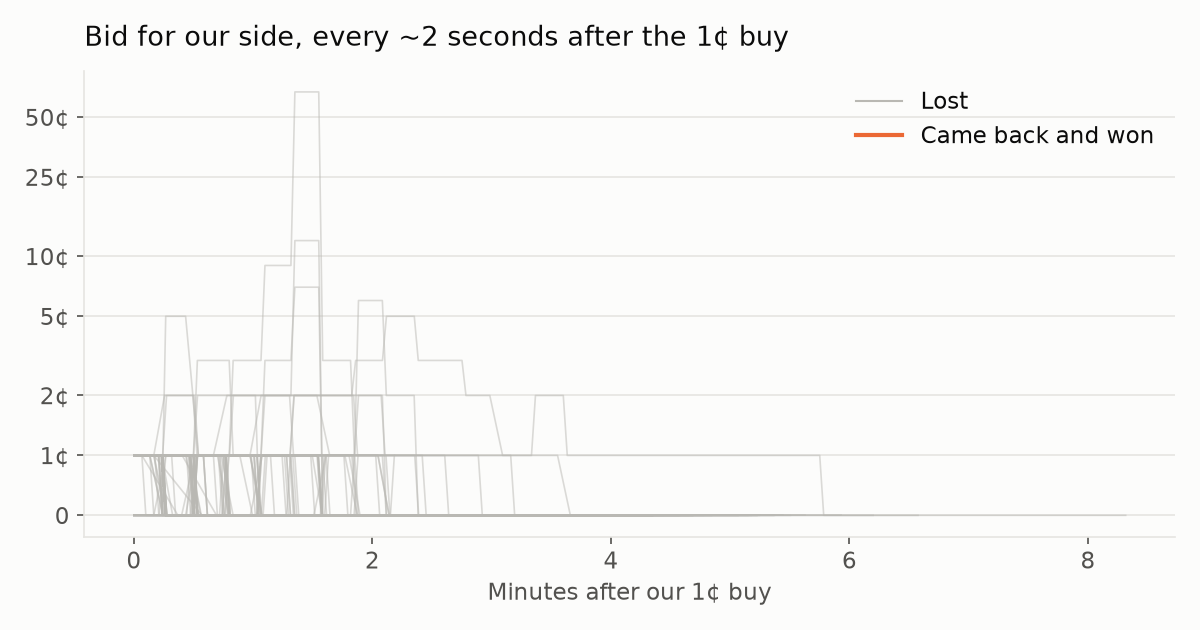 Bid for our side, every ~2 seconds after the 1¢ buy
Lost
Came back and won
50¢
25¢
10¢
5¢
2¢
1¢
0
0 2 4 6 8
Minutes after our 1¢ buy